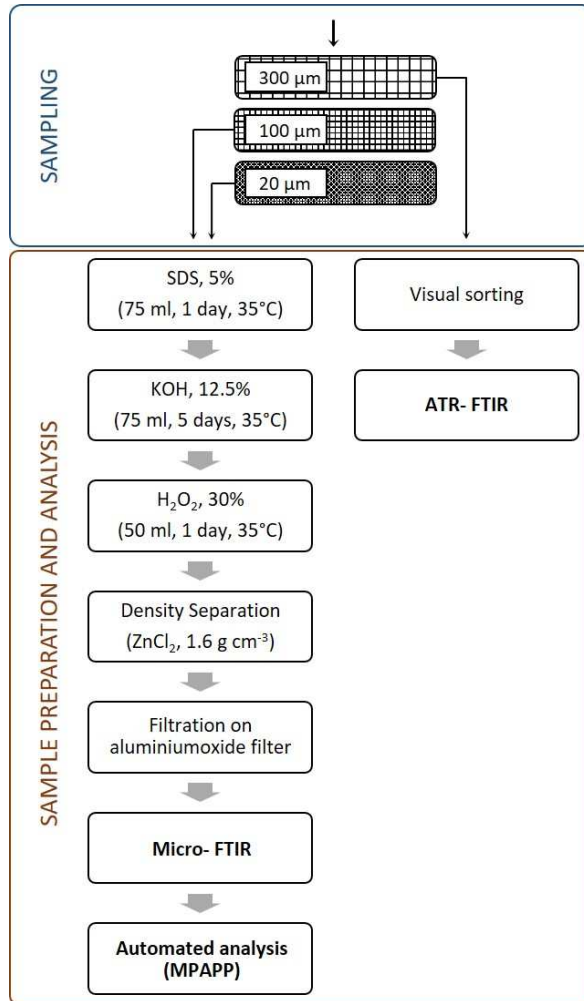 SAMPLING
300 µm
100 µm
20 µm
SAMPLE PREPARATION AND ANALYSIS
SDS, 5%
(75 ml, 1 day, 35°C)
KOH, 12.5%
(75 ml, 5 days, 35°C)
H₂O₂, 30%
(50 ml, 1 day, 35°C)
Density Separation
(ZnCl₂, 1.6 g cm⁻³)
Filtration on
aluminiumoxide filter
Micro- FTIR
Automated analysis
(MPAPP)
Visual sorting
ATR- FTIR